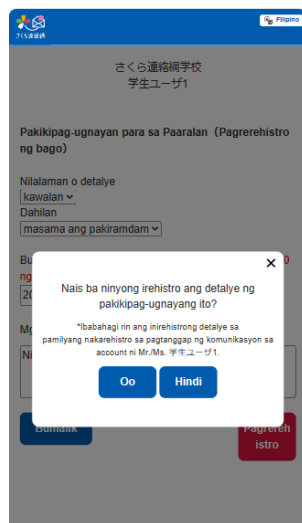 さくら連絡網
Filipino
さくら連絡網学校
学生ユーザ1
Pakikipag-ugnayan para sa Paaralan（Pagrerehistro
ng bago）
Nilalaman o detalye
kawalan
Dahilan
masama ang pakiramdam
Nais ba ninyong irehistro ang detalye ng
pakikipag-ugnayang ito?
*Ibabahagi rin ang inirehistrong detalye sa
pamilyang nakarehistro sa pagtanggap ng komunikasyon sa
account ni Mr./Ms. 学生ユーザ1.
Oo Hindi
Bumalik
Pagrereh
istro